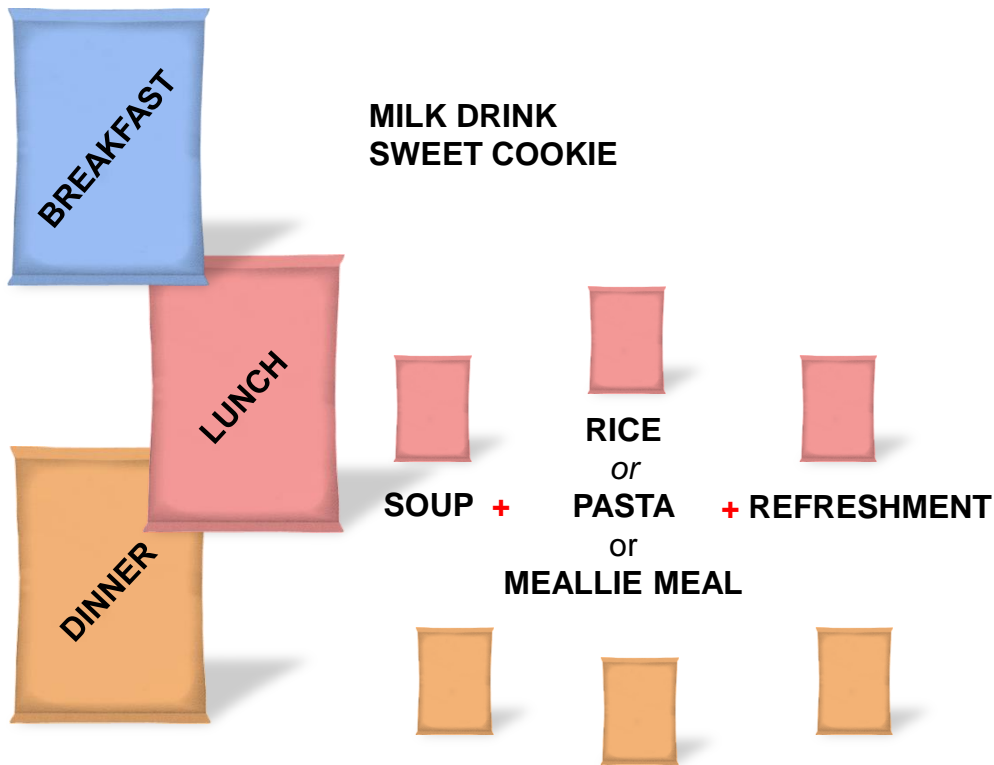 BREAKFAST
MILK DRINK
SWEET COOKIE
LUNCH
RICE
or
SOUP + PASTA + REFRESHMENT
or
MEALLIE MEAL
DINNER